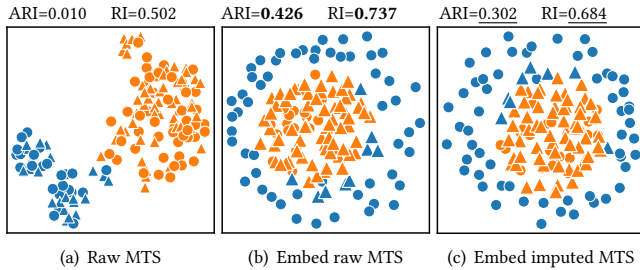 ARI=0.010 RI=0.502
ARI=0.426 RI=0.737
ARI=0.302 RI=0.684
(a) Raw MTS
(b) Embed raw MTS
(c) Embed imputed MTS